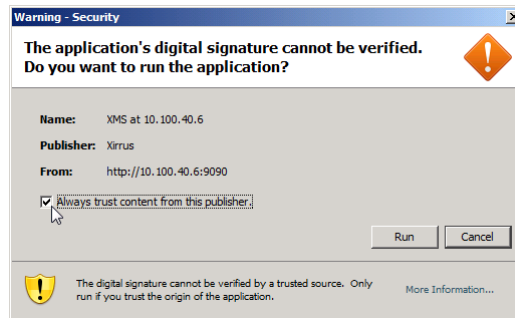 Warning - Security
The application's digital signature cannot be verified.
Do you want to run the application?
Name: XMS at 10.100.40.6
Publisher: Xirrus
From: http://10.100.40.6:9090
Always trust content from this publisher.
Run Cancel
The digital signature cannot be verified by a trusted source. Only
run if you trust the origin of the application.
More Information...